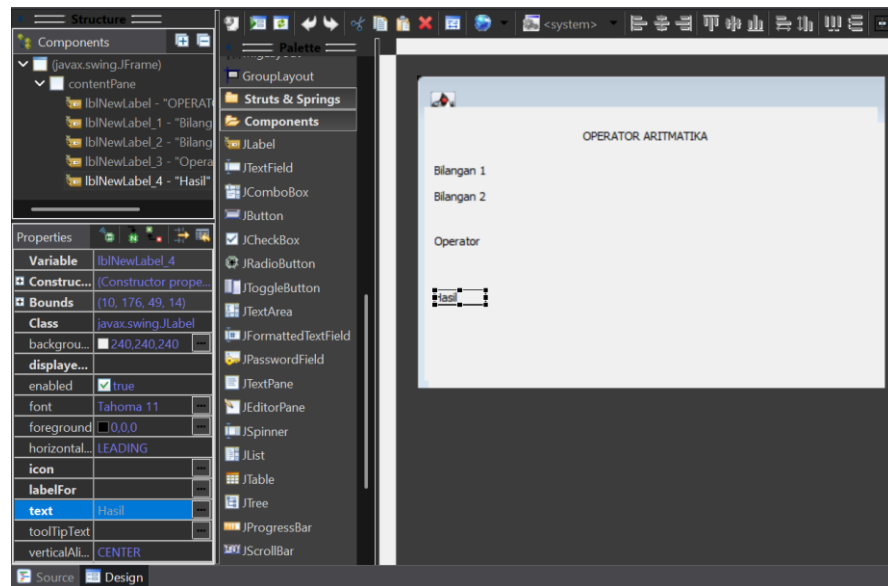 Structure
Components
(javax.swing.JFrame)
contentPane
lblNewLabel - "OPERAT
lblNewLabel_1 - "Bilang
lblNewLabel_2 - "Bilang
lblNewLabel_3 - "Opera
lblNewLabel_4 - "Hasil"
Properties
Variable lblNewLabel_4
Construc... (Constructor prope...
Bounds (10, 176, 49, 14)
Class javax.swing.JLabel
backgrou... 240,240,240
displaye...
enabled true
font Tahoma 11
foreground 0,0,0
horizontal... LEADING
icon
labelFor
text Hasil
toolTipText
verticalAli... CENTER
Source Design
<system>
Palette
GroupLayout
Struts & Springs
Components
JLabel
JTextField
JComboBox
JButton
JCheckBox
JRadioButton
JToggleButton
JTextArea
JFormattedTextField
JPasswordField
JTextPane
JEditorPane
JSpinner
JList
JTable
JTree
JProgressBar
JScrollBar
OPERATOR ARITMATIKA
Bilangan 1
Bilangan 2
Operator
Hasil